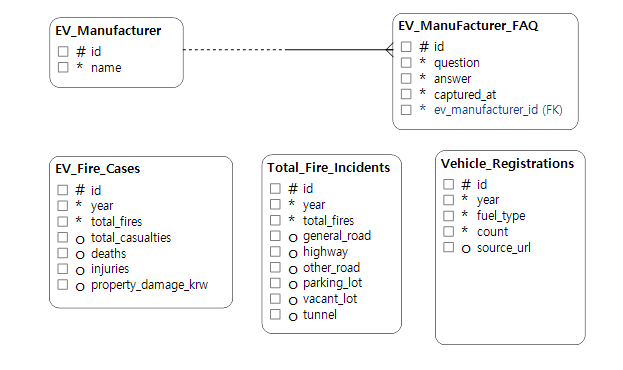 EV_Manufacturer
# id
* name
EV_ManuFacturer_FAQ
# id
* question
* answer
* captured_at
* ev_manufacturer_id (FK)
EV_Fire_Cases
# id
* year
* total_fires
o total_casualties
o deaths
o injuries
o property_damage_krw
Total_Fire_Incidents
# id
* year
* total_fires
o general_road
o highway
o other_road
o parking_lot
o vacant_lot
o tunnel
Vehicle_Registrations
# id
* year
* fuel_type
* count
o source_url